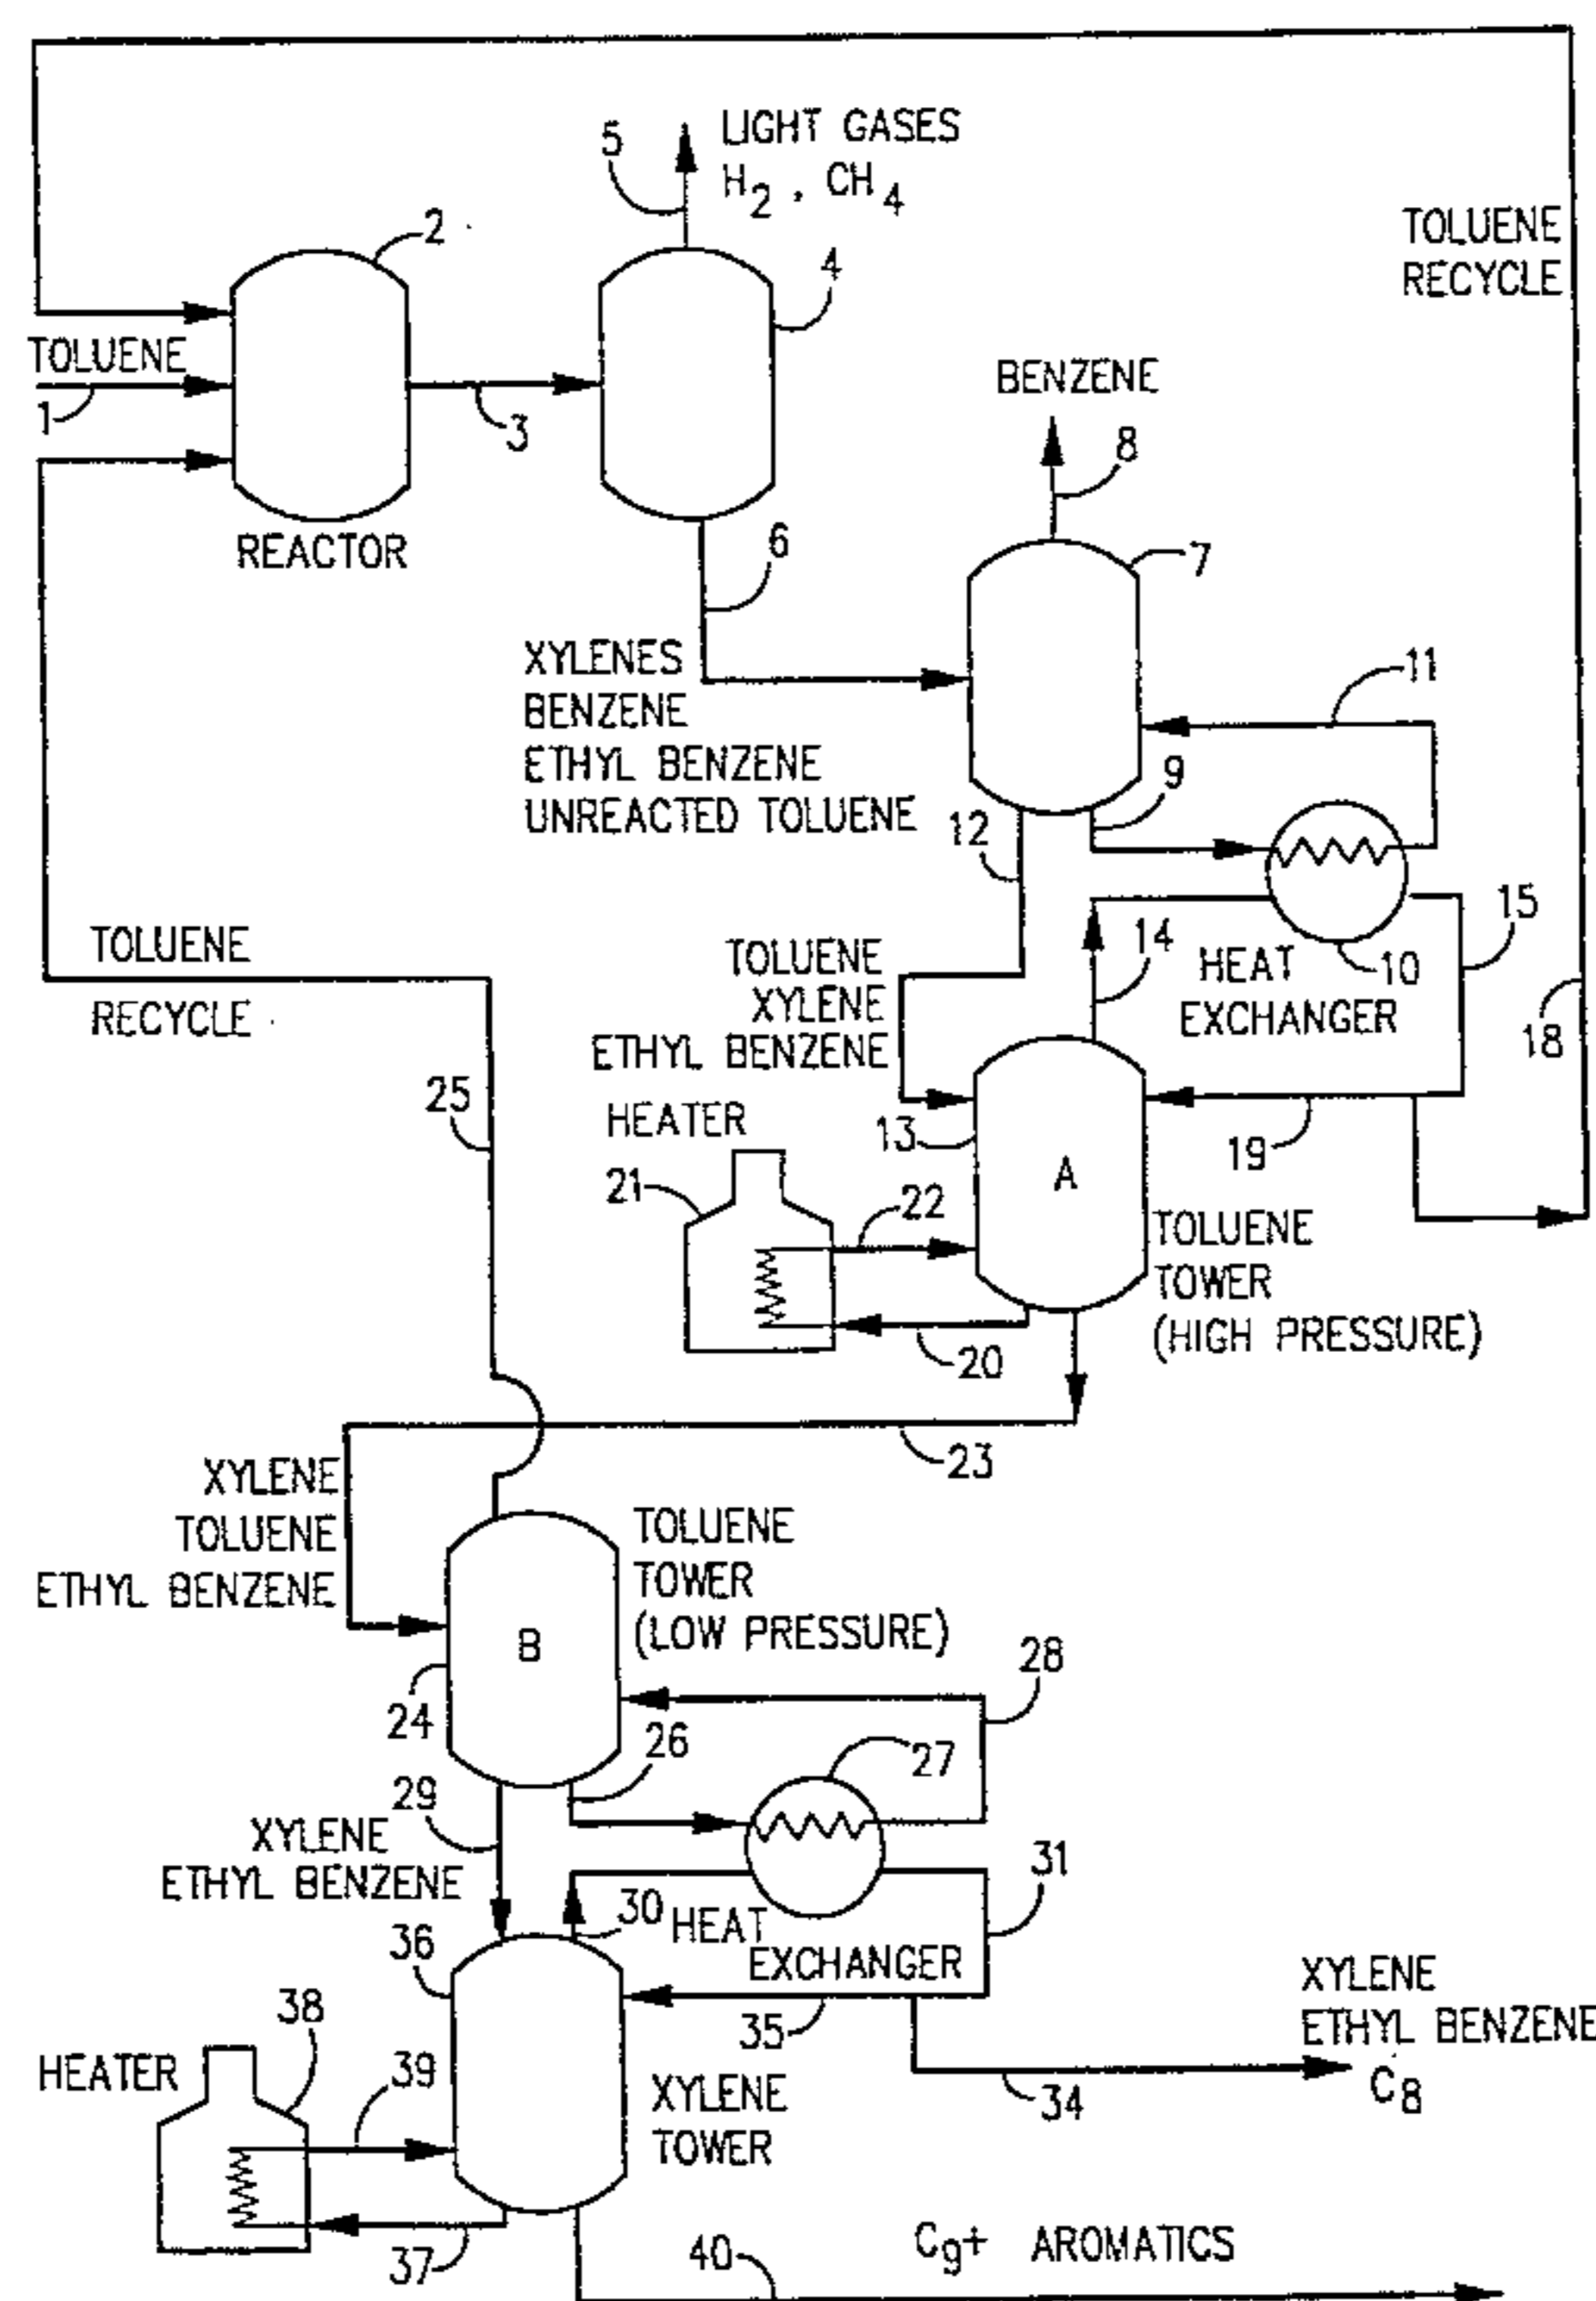 5
LIGHT GASES
H2, CH4
2
4
TOLUENE
RECYCLE
TOLUENE
1
3
BENZENE
8
REACTOR
6
7
XYLENES
BENZENE
ETHYL BENZENE
UNREACTED TOLUENE
11
9
12
15
TOLUENE
RECYCLE
14
10
HEAT
EXCHANGER
18
TOLUENE
XYLENE
ETHYL BENZENE
25
HEATER
13
19
21
22
A
TOLUENE
TOWER
(HIGH PRESSURE)
20
23
XYLENE
TOLUENE
ETHYL BENZENE
TOLUENE
TOWER
(LOW PRESSURE)
B
28
24
26
27
29
XYLENE
ETHYL BENZENE
31
30
HEAT
EXCHANGER
36
35
XYLENE
ETHYL BENZENE
C8
34
38
HEATER
39
XYLENE
TOWER
37
40
C9+ AROMATICS